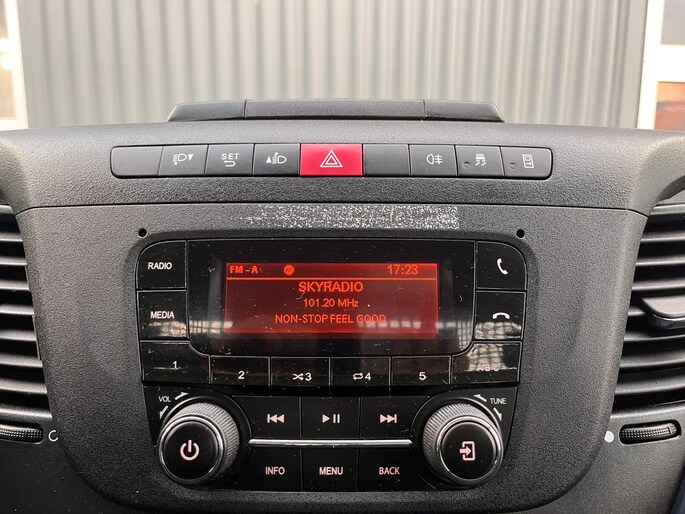 SET
FM-A 17:23
SKYRADIO
101.20 MHz
NON-STOP FEEL GOOD
RADIO
MEDIA
1 2 3 4 5 A-B-C
VOL TUNE
INFO MENU BACK